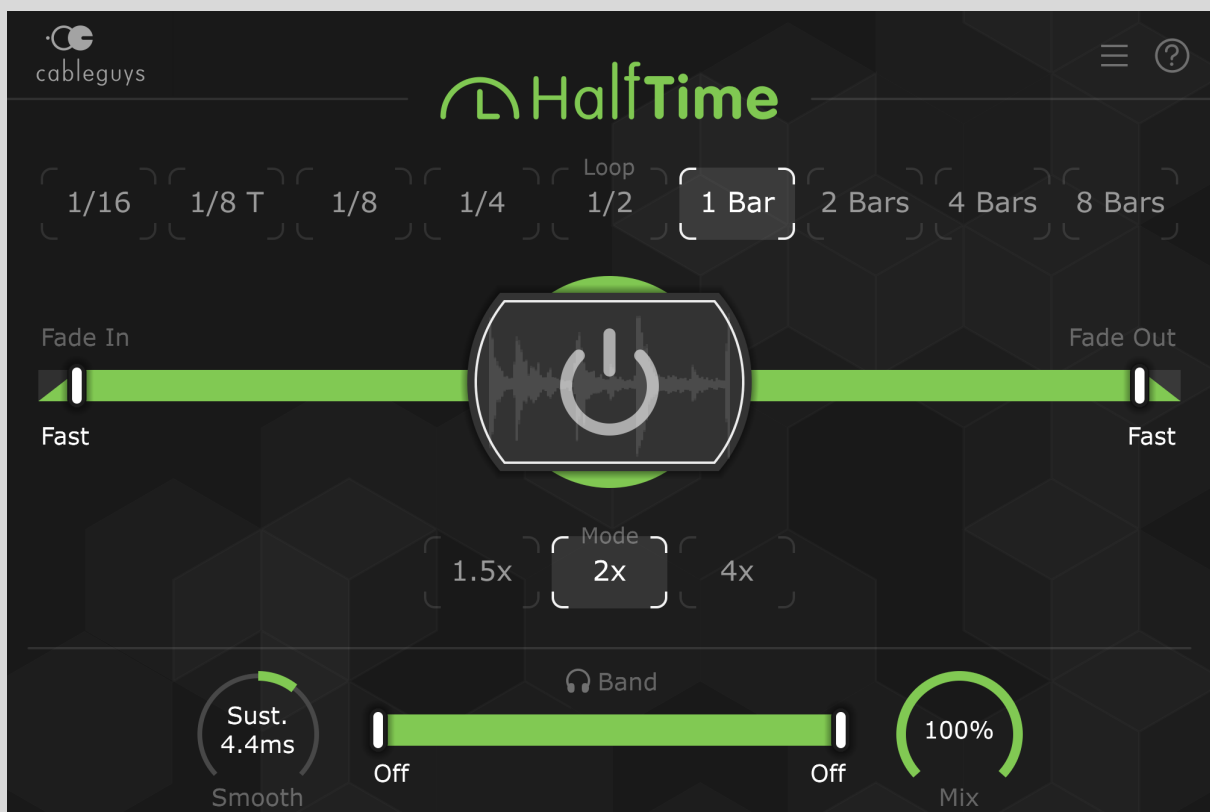 cableguys
HalfTime
Loop
1/16 1/8 T 1/8 1/4 1/2 1 Bar 2 Bars 4 Bars 8 Bars
Fade In Fade Out
Fast Fast
Mode
1.5x 2x 4x
Band
Sust.
4.4ms
100%
Off Off
Smooth Mix